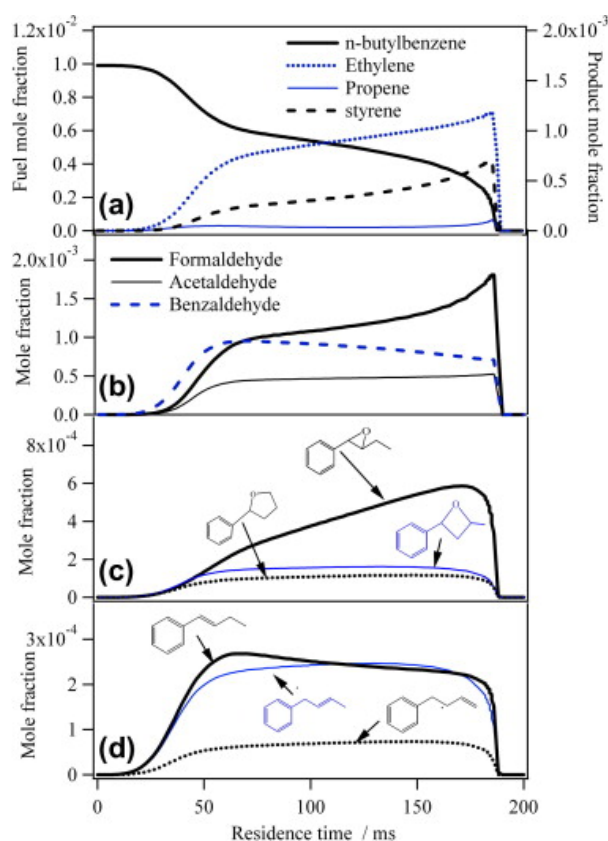 1.2x10⁻²
2.0x10⁻³
(a)
n-butylbenzene
Ethylene
Propene
styrene
1.0
0.8
0.6
0.4
0.2
0.0
1.5
1.0
0.5
0.0
Fuel mole fraction
Product mole fraction
2.0x10⁻³
1.5
1.0
0.5
0.0
Mole fraction
(b)
Formaldehyde
Acetaldehyde
Benzaldehyde
8x10⁻⁴
6
4
2
0
Mole fraction
(c)
O
O
O
3x10⁻⁴
2
1
0
Mole fraction
(d)
0
50
100
150
200
Residence time / ms